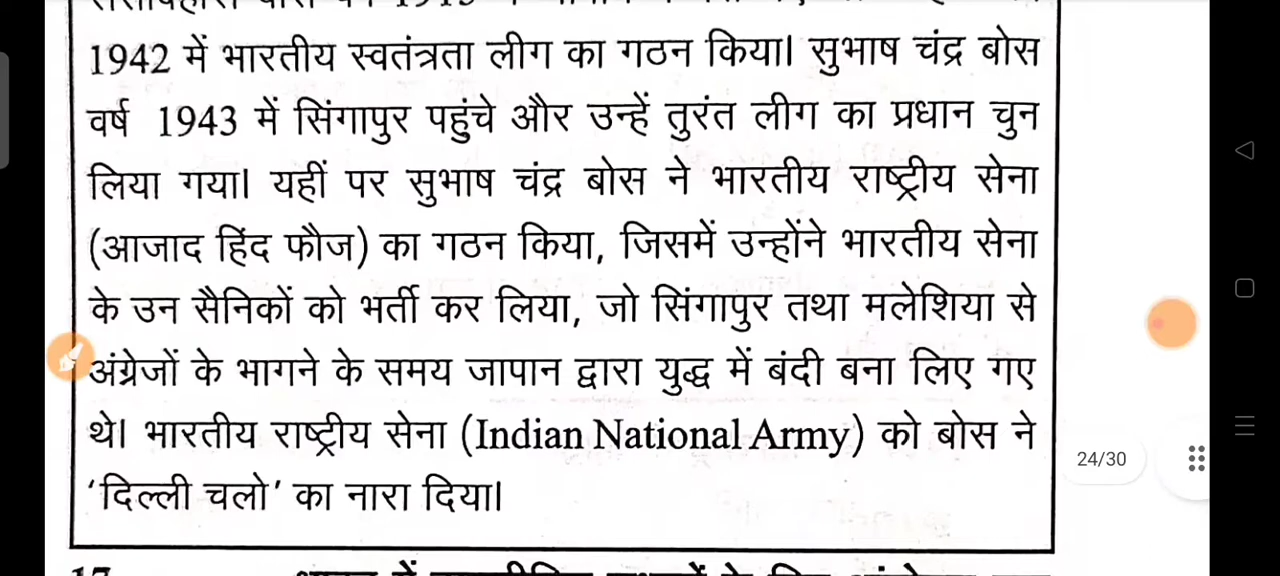 1942 में भारतीय स्वतंत्रता लीग का गठन किया। सुभाष चंद्र बोस
वर्ष 1943 में सिंगापुर पहुंचे और उन्हें तुरंत लीग का प्रधान चुन
लिया गया। यहीं पर सुभाष चंद्र बोस ने भारतीय राष्ट्रीय सेना
(आजाद हिंद फौज) का गठन किया, जिसमें उन्होंने भारतीय सेना
के उन सैनिकों को भर्ती कर लिया, जो सिंगापुर तथा मलेशिया से
अंग्रेजों के भागने के समय जापान द्वारा युद्ध में बंदी बना लिए गए
थे। भारतीय राष्ट्रीय सेना (Indian National Army) को बोस ने
24/30
'दिल्ली चलो' का नारा दिया।